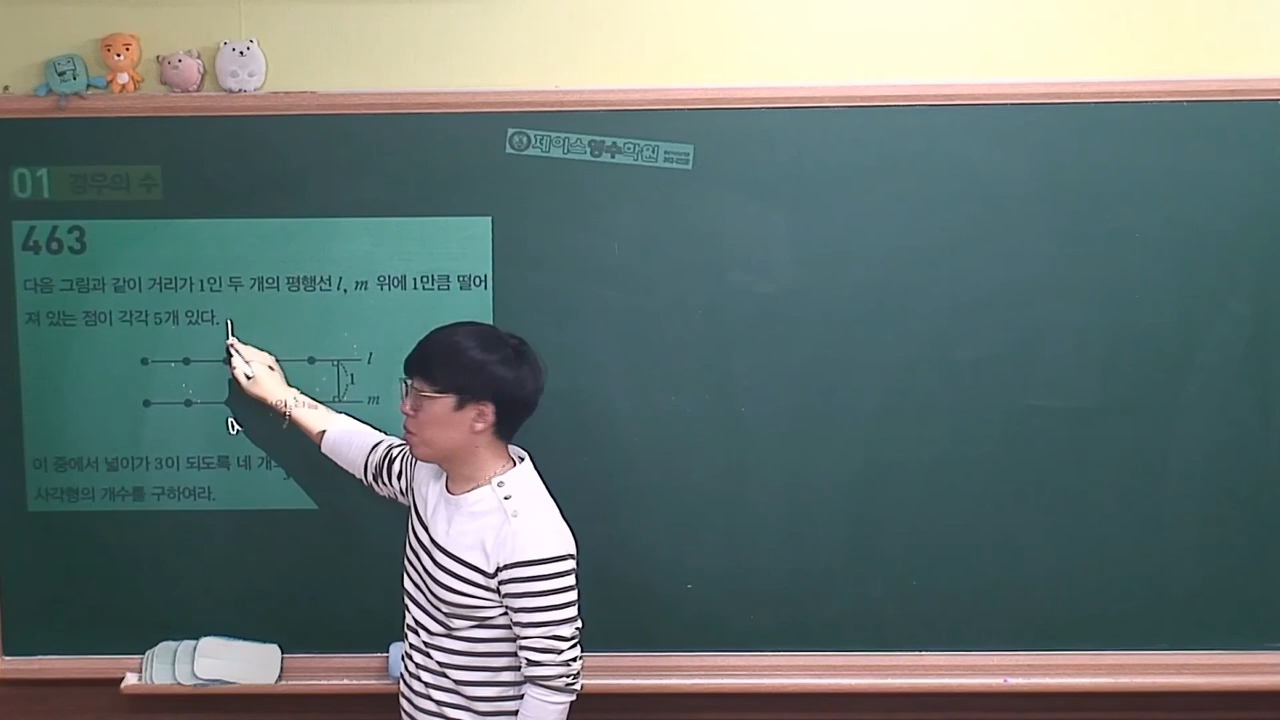 제이스영수학원
01 경우의 수
463
다음 그림과 같이 거리가 1인 두 개의 평행선 l, m 위에 1만큼 떨어
져 있는 점이 각각 5개 있다.
l
1
m
a
이 중에서 넓이가 3이 되도록 네 개
사각형의 개수를 구하여라.